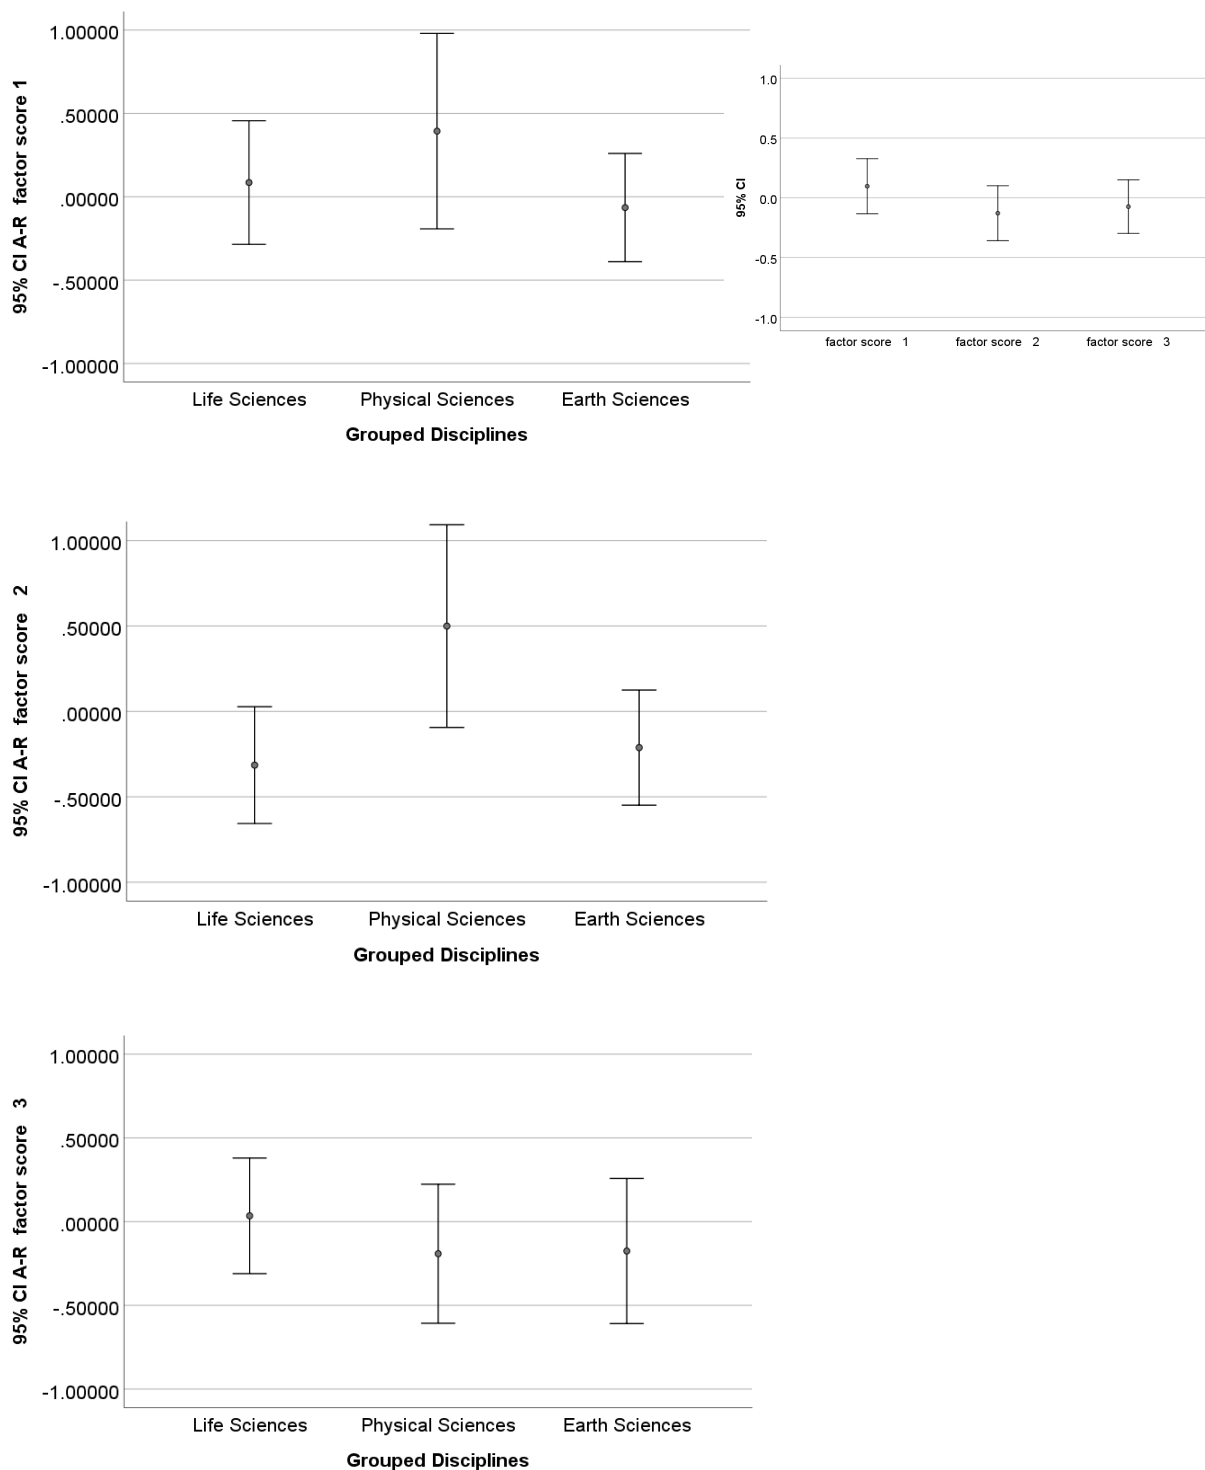 95% CI A-R factor score 1
1.00000
.50000
.00000
-.50000
-1.00000
Life Sciences Physical Sciences Earth Sciences
Grouped Disciplines
95% CI
1.0
0.5
0.0
-0.5
-1.0
factor score 1 factor score 2 factor score 3
95% CI A-R factor score 2
1.00000
.50000
.00000
-.50000
-1.00000
Life Sciences Physical Sciences Earth Sciences
Grouped Disciplines
95% CI A-R factor score 3
1.00000
.50000
.00000
-.50000
-1.00000
Life Sciences Physical Sciences Earth Sciences
Grouped Disciplines